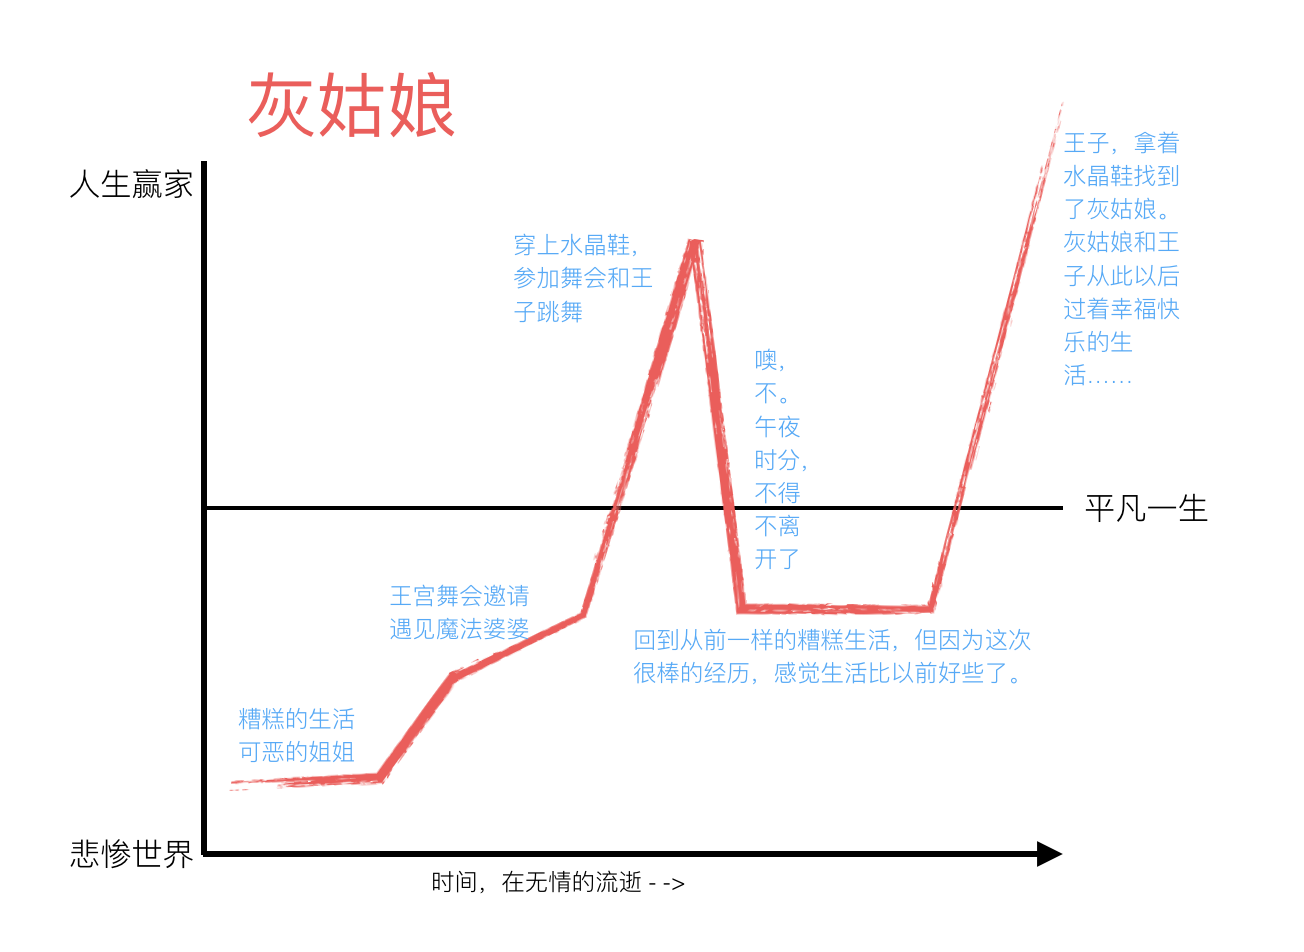 灰姑娘
人生赢家
王子，拿着
水晶鞋找到
了灰姑娘。
灰姑娘和王
子从此以后
过着幸福快
乐的生
活……
穿上水晶鞋，
参加舞会和王
子跳舞
噢，
不。
午夜
时分，
不得
不离
开了
平凡一生
王宫舞会邀请
遇见魔法婆婆
回到从前一样的糟糕生活，但因为这次
很棒的经历，感觉生活比以前好些了。
糟糕的生活
可恶的姐姐
悲惨世界
时间，在无情的流逝 - ->